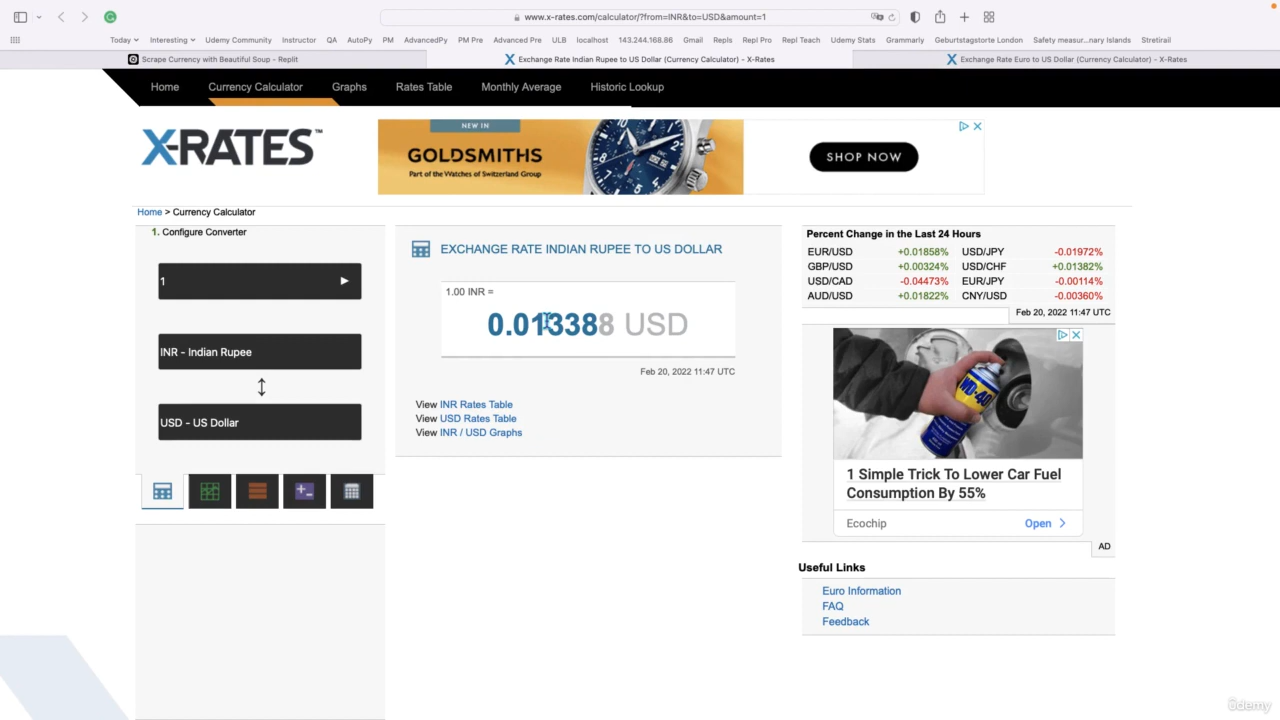 www.x-rates.com/calculator/?from=INR&to=USD&amount=1
Today Interesting Udemy Community Instructor QA AutoPy PM AdvancedPy PM Pre Advanced Pre ULB localhost 143.244.168.86 Gmail Repls Repl Pro Repl Teach Udemy Stats Grammarly Geburtstagstorte London Safety measur...nary Islands Stretirail
Scrape Currency with Beautiful Soup - Replit
Exchange Rate Indian Rupee to US Dollar (Currency Calculator) - X-Rates
Exchange Rate Euro to US Dollar (Currency Calculator) - X-Rates
Home Currency Calculator Graphs Rates Table Monthly Average Historic Lookup
X-RATES™
NEW IN
GOLDSMITHS
Part of the Watches of Switzerland Group
SHOP NOW
Home > Currency Calculator
1. Configure Converter
1
INR - Indian Rupee
USD - US Dollar
EXCHANGE RATE INDIAN RUPEE TO US DOLLAR
1.00 INR =
0.013388 USD
Feb 20, 2022 11:47 UTC
View INR Rates Table
View USD Rates Table
View INR / USD Graphs
Percent Change in the Last 24 Hours
EUR/USD +0.01858% USD/JPY -0.01972%
GBP/USD +0.00324% USD/CHF +0.01382%
USD/CAD -0.04473% EUR/JPY -0.00114%
AUD/USD +0.01822% CNY/USD -0.00360%
Feb 20, 2022 11:47 UTC
WD-40
1 Simple Trick To Lower Car Fuel
Consumption By 55%
Ecochip Open
AD
Useful Links
Euro Information
FAQ
Feedback
ûdemy